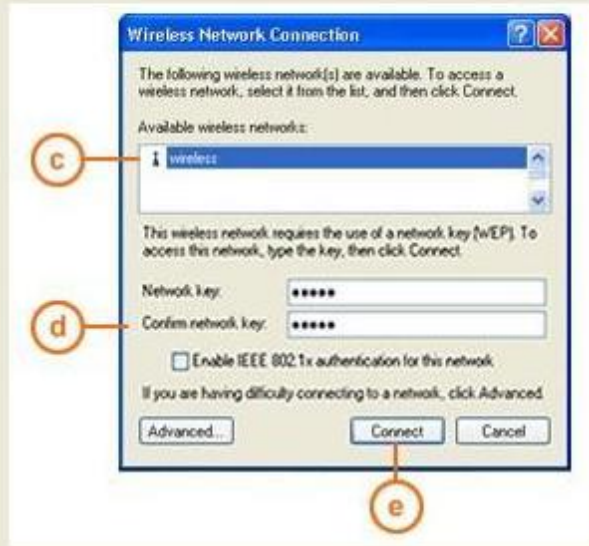 Wireless Network Connection
The following wireless network(s) are available. To access a
wireless network, select it from the list, and then click Connect.
Available wireless networks:
c
wireless
This wireless network requires the use of a network key (WEP). To
access this network, type the key, then click Connect.
Network key:
•••••
d
Confirm network key:
•••••
Enable IEEE 802.1x authentication for this network
If you are having difficulty connecting to a network, click Advanced.
Advanced... Connect Cancel
e